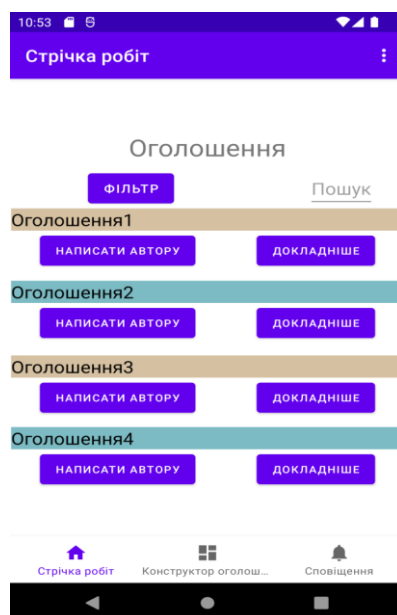 10:53
Стрічка робіт
Оголошення
ФІЛЬТР Пошук
Оголошення1
НАПИСАТИ АВТОРУ ДОКЛАДНІШЕ
Оголошення2
НАПИСАТИ АВТОРУ ДОКЛАДНІШЕ
Оголошення3
НАПИСАТИ АВТОРУ ДОКЛАДНІШЕ
Оголошення4
НАПИСАТИ АВТОРУ ДОКЛАДНІШЕ
Стрічка робіт Конструктор оголош... Сповіщення